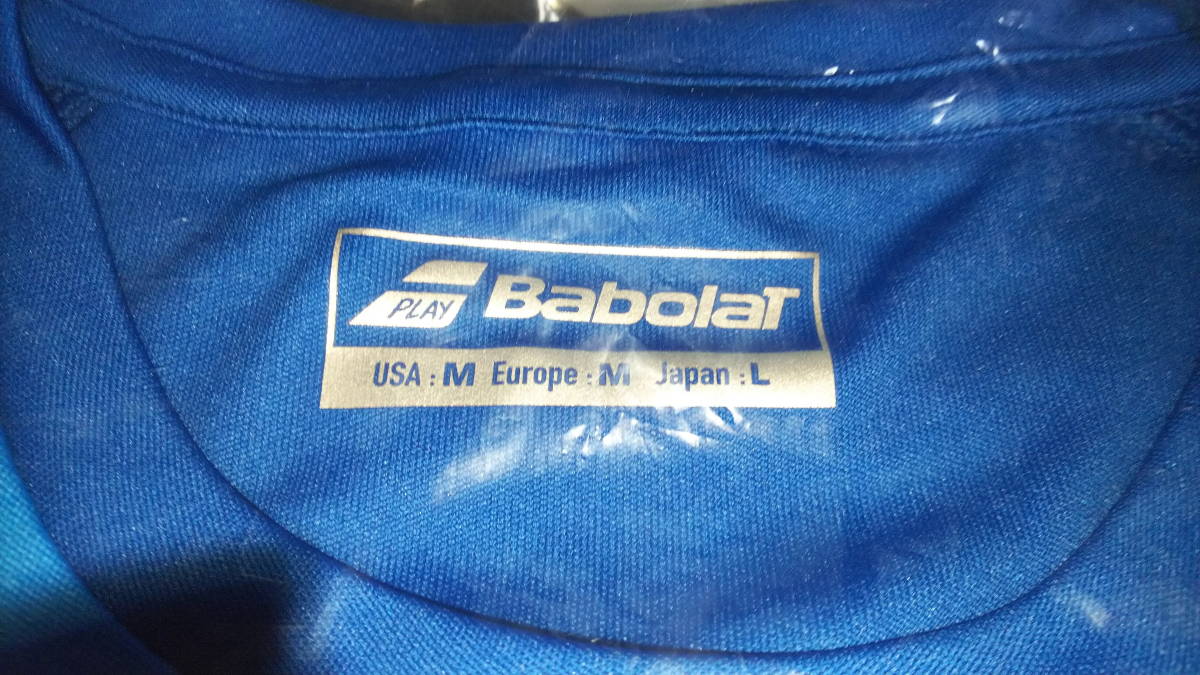 PLAY Babolat
USA : M Europe : M Japan : L